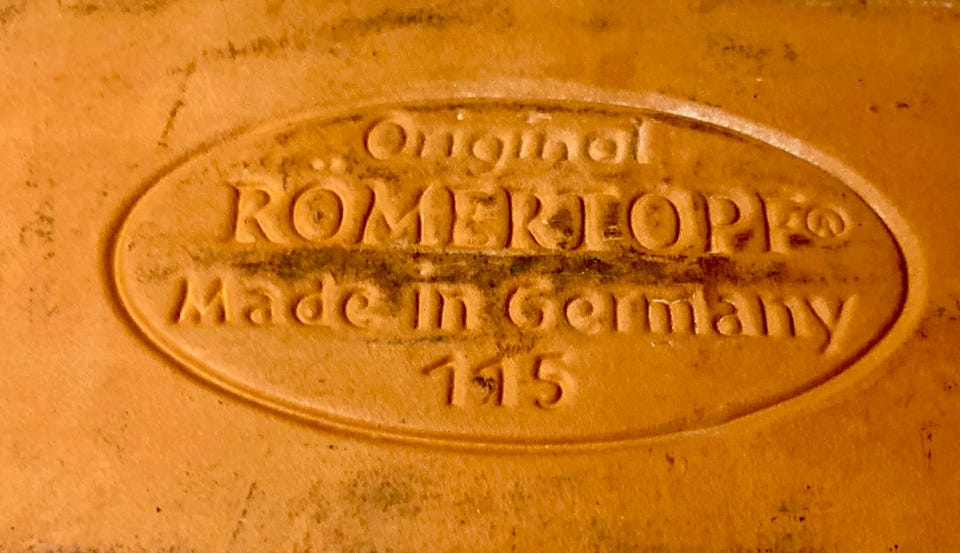 Original
RÖMERTOPF®
Made in Germany
115